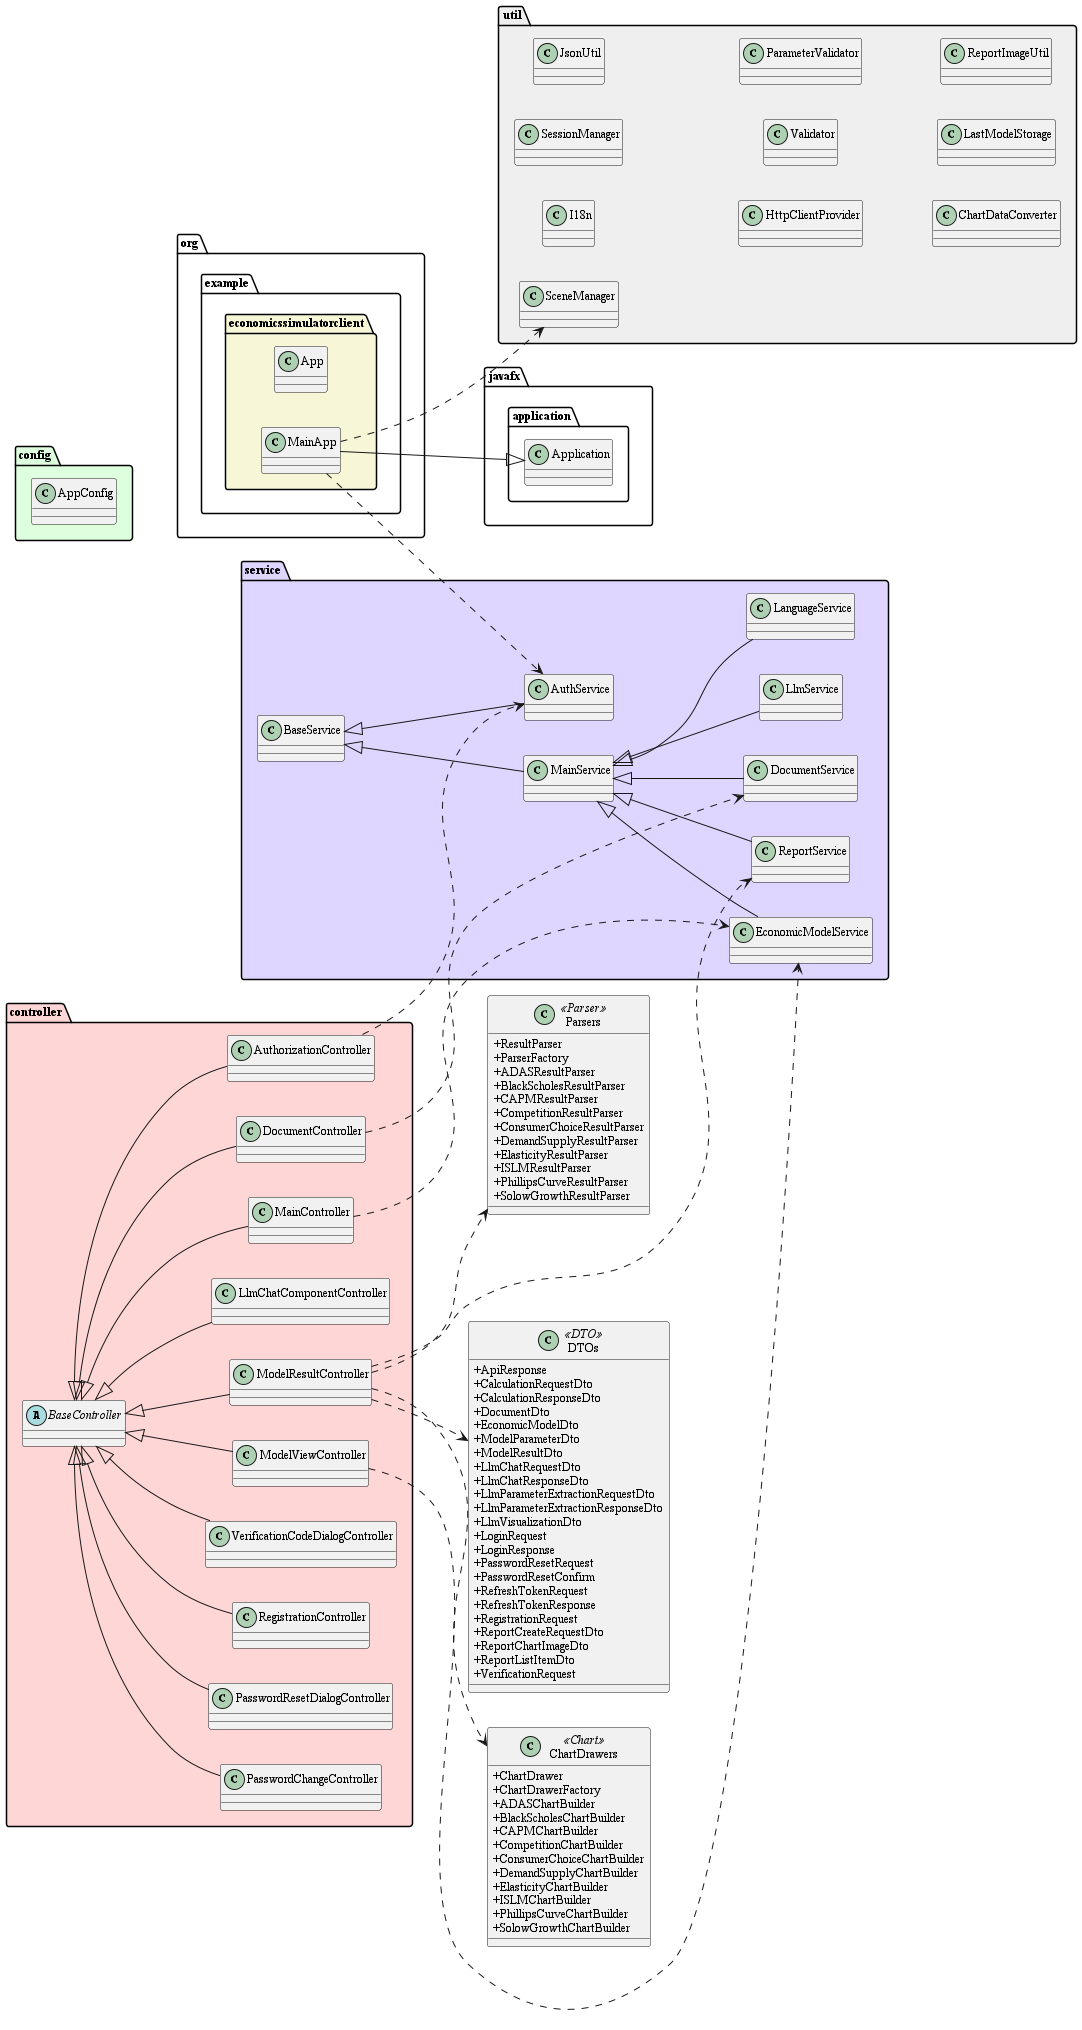 util
C JsonUtil
C ParameterValidator
C ReportImageUtil
C SessionManager
C Validator
C LastModelStorage
C I18n
C HttpClientProvider
C ChartDataConverter
C SceneManager
org
example
economicssimulatorclient
C App
C MainApp
javafx
application
C Application
config
C AppConfig
service
C LanguageService
C AuthService
C LlmService
C BaseService
C MainService
C DocumentService
C ReportService
C EconomicModelService
controller
C AuthorizationController
C DocumentController
C MainController
C LlmChatComponentController
C ModelResultController
A BaseController
C ModelViewController
C VerificationCodeDialogController
C RegistrationController
C PasswordResetDialogController
C PasswordChangeController
C «Parser»
Parsers
+ResultParser
+ParserFactory
+ADASResultParser
+BlackScholesResultParser
+CAPMResultParser
+CompetitionResultParser
+ConsumerChoiceResultParser
+DemandSupplyResultParser
+ElasticityResultParser
+ISLMResultParser
+PhillipsCurveResultParser
+SolowGrowthResultParser
C «DTO»
DTOs
+ApiResponse
+CalculationRequestDto
+CalculationResponseDto
+DocumentDto
+EconomicModelDto
+ModelParameterDto
+ModelResultDto
+LlmChatRequestDto
+LlmChatResponseDto
+LlmParameterExtractionRequestDto
+LlmParameterExtractionResponseDto
+LlmVisualizationDto
+LoginRequest
+LoginResponse
+PasswordResetRequest
+PasswordResetConfirm
+RefreshTokenRequest
+RefreshTokenResponse
+RegistrationRequest
+ReportCreateRequestDto
+ReportChartImageDto
+ReportListItemDto
+VerificationRequest
C «Chart»
ChartDrawers
+ChartDrawer
+ChartDrawerFactory
+ADASChartBuilder
+BlackScholesChartBuilder
+CAPMChartBuilder
+CompetitionChartBuilder
+ConsumerChoiceChartBuilder
+DemandSupplyChartBuilder
+ElasticityChartBuilder
+ISLMChartBuilder
+PhillipsCurveChartBuilder
+SolowGrowthChartBuilder